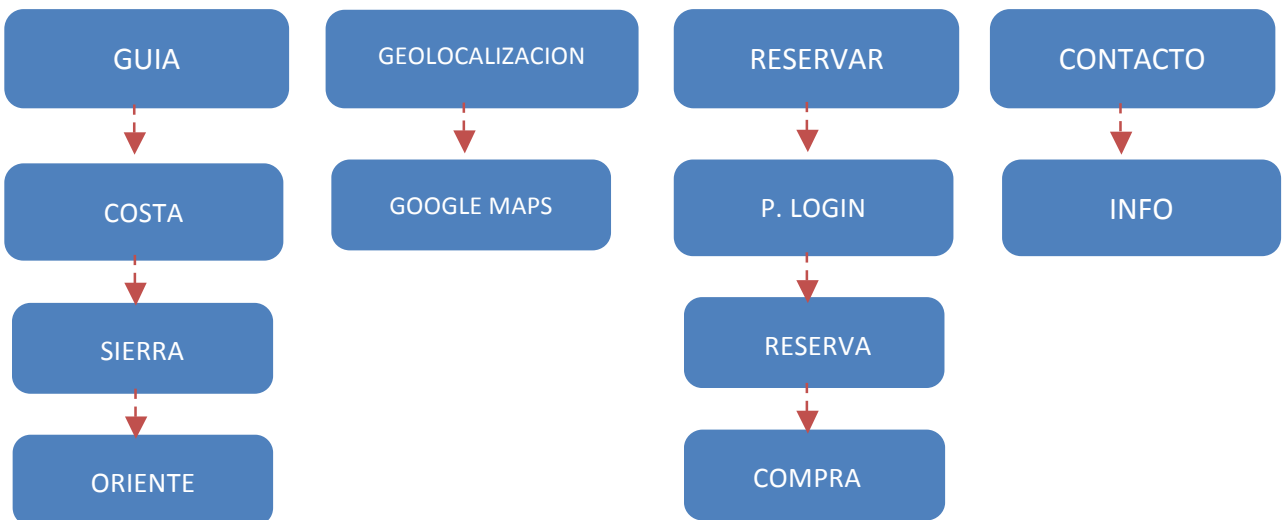 GUIA
GEOLOCALIZACION
RESERVAR
CONTACTO
COSTA
GOOGLE MAPS
P. LOGIN
INFO
SIERRA
RESERVA
ORIENTE
COMPRA